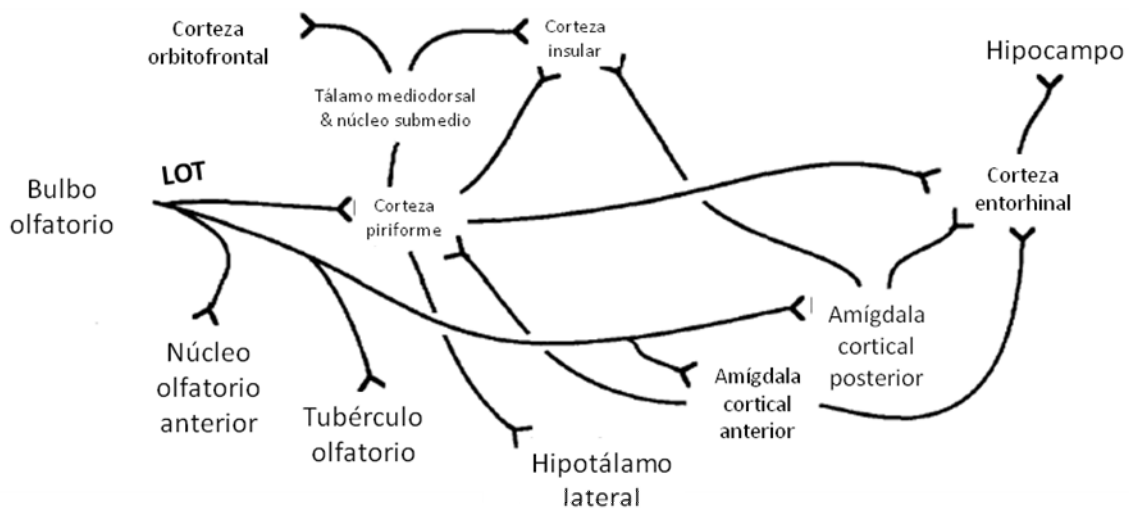 Corteza
orbitofrontal
Corteza
insular
Hipocampo
Tálamo mediodorsal
& núcleo submedio
LOT
Bulbo
olfatorio
Corteza
piriforme
Corteza
entorhinal
Amígdala
cortical
posterior
Núcleo
olfatorio
anterior
Tubérculo
olfatorio
Amígdala
cortical
anterior
Hipotálamo
lateral